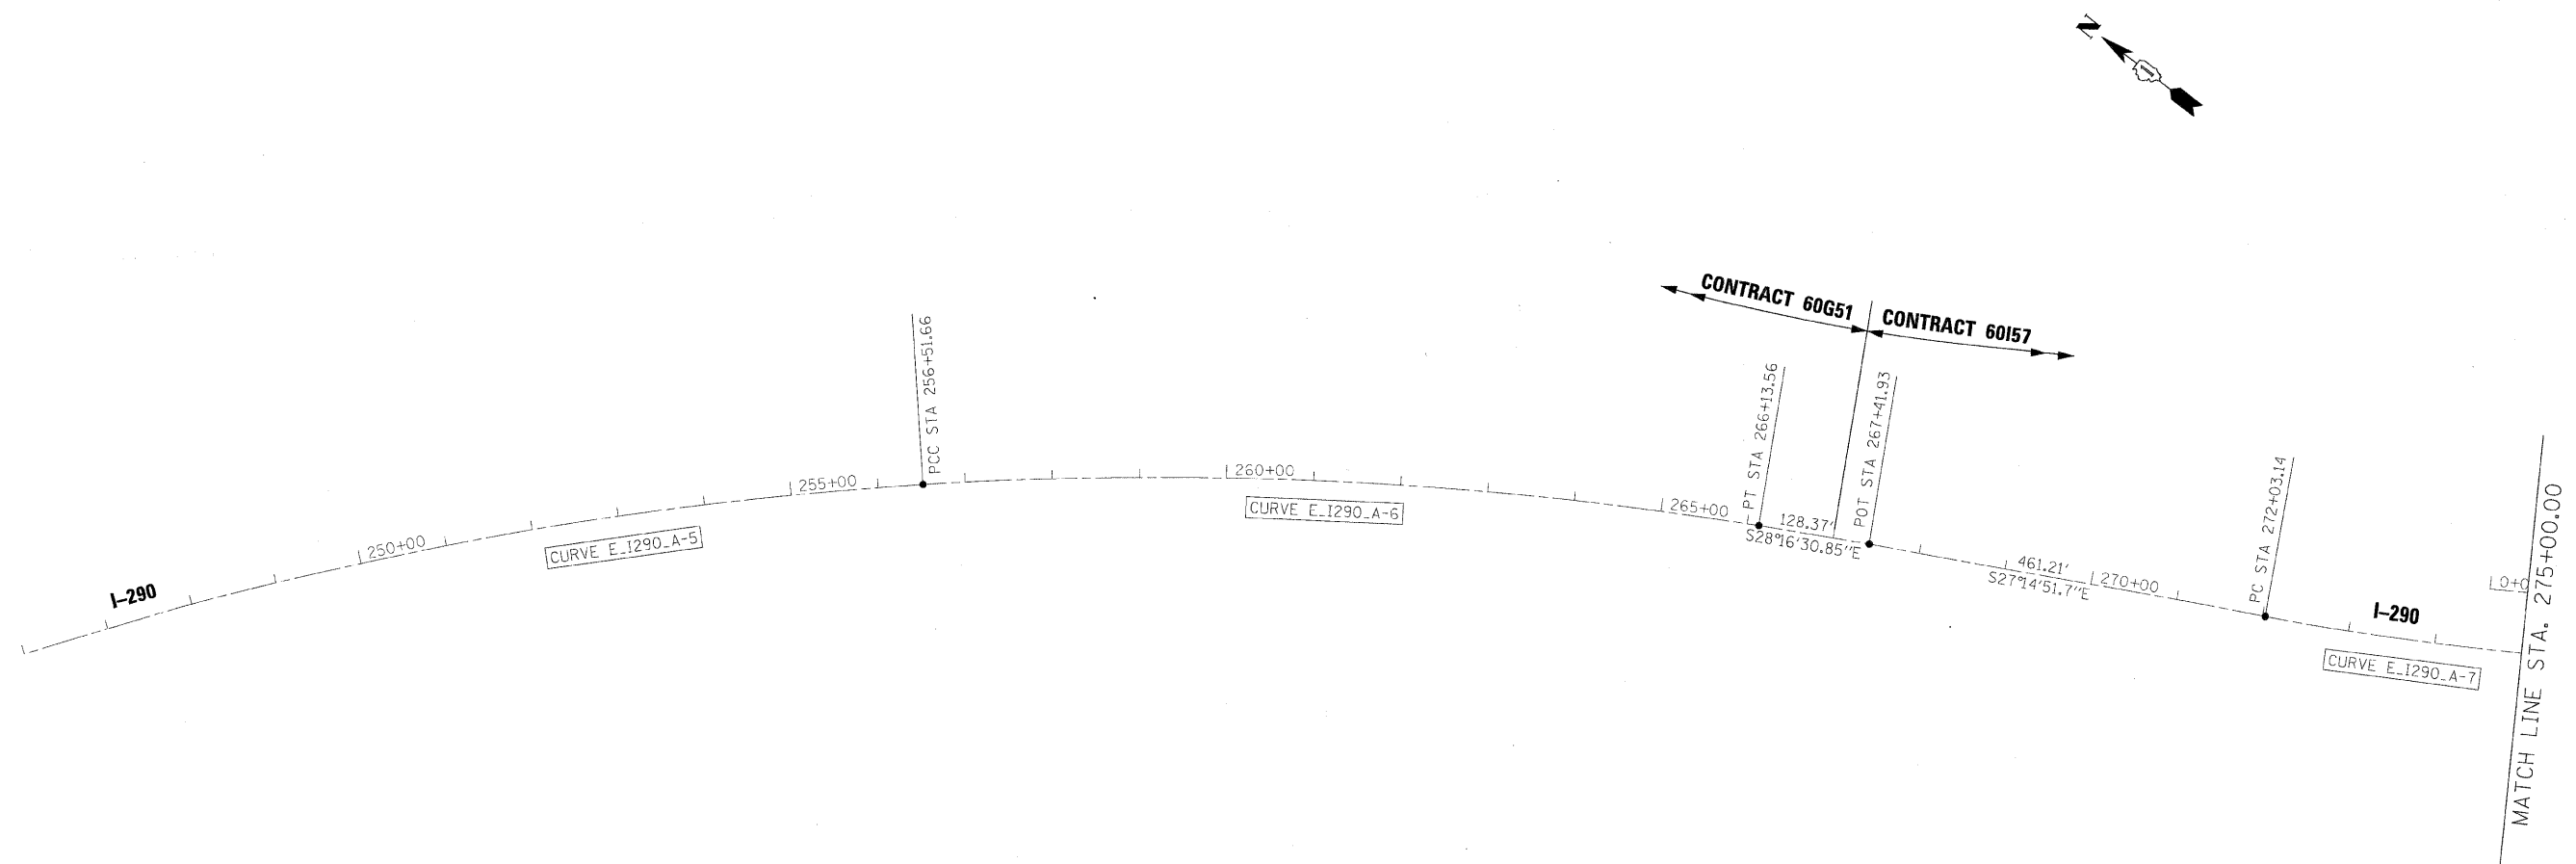 N
CONTRACT 60G51
CONTRACT 60I57
PCC STA 256+51.66
PT STA 266+13.56
POT STA 267+41.93
PC STA 272+03.14
MATCH LINE STA. 275+00.00
I-290
250+00
CURVE E_I290_A-5
255+00
260+00
CURVE E_I290_A-6
265+00
128.37'
S28°16'30.85"E
461.21'
S27°14'51.7"E
270+00
I-290
CURVE E_I290_A-7
0+0